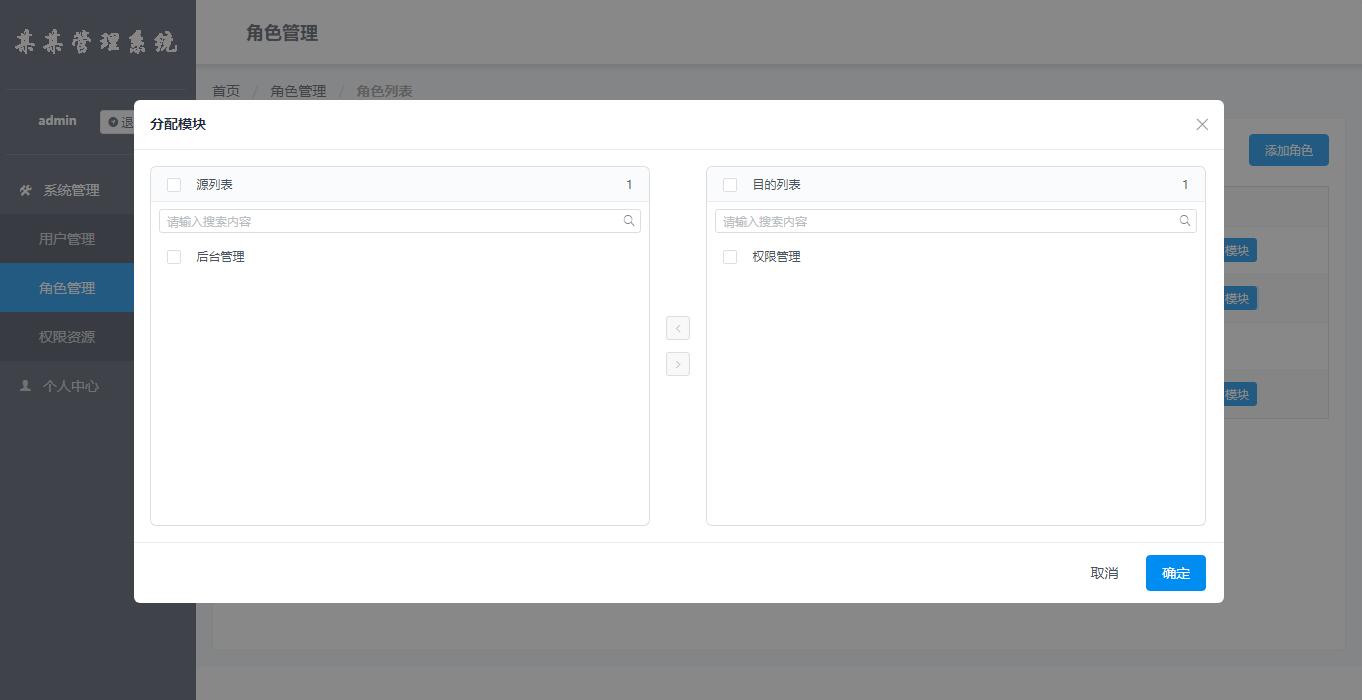 某某管理系统
角色管理
首页 / 角色管理 / 角色列表
admin
退
添加角色
系统管理
用户管理
角色管理
权限资源
个人中心
模块
模块
模块
分配模块
源列表 1
请输入搜索内容
后台管理
目的列表 1
请输入搜索内容
权限管理
取消 确定